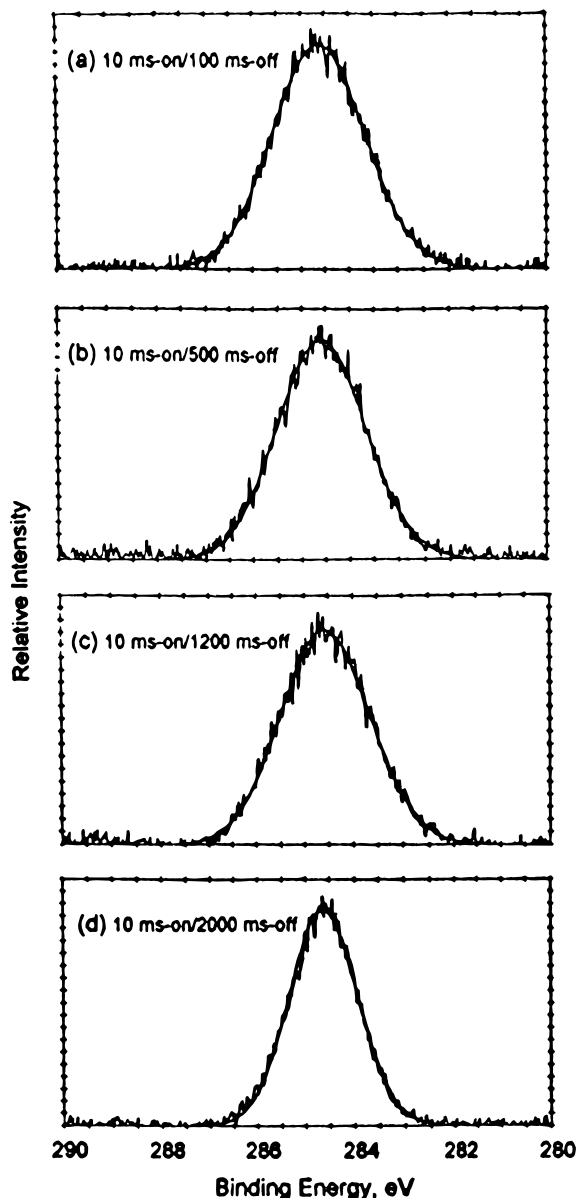 (a) 10 ms-on/100 ms-off
(b) 10 ms-on/500 ms-off
Relative Intensity
(c) 10 ms-on/1200 ms-off
(d) 10 ms-on/2000 ms-off
290 288 286 284 282 280
Binding Energy, eV